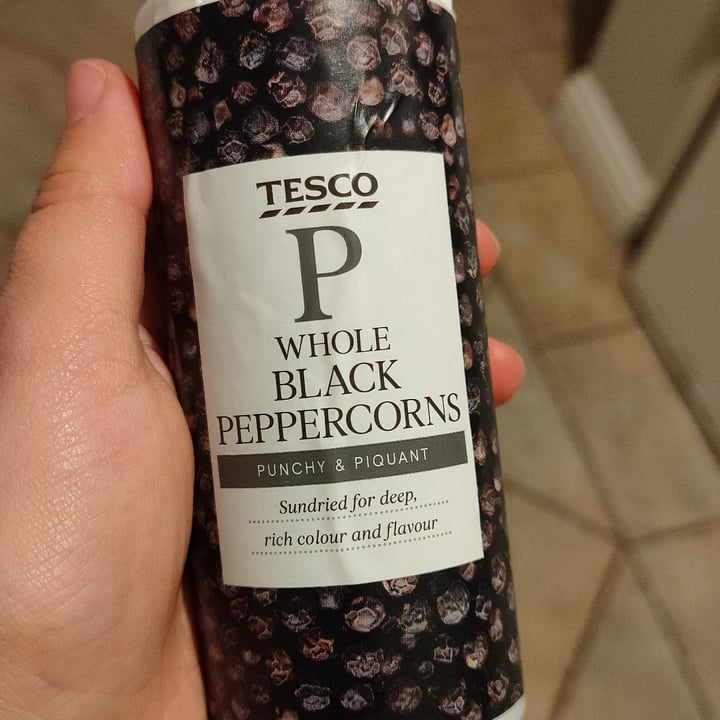 TESCO
P
WHOLE
BLACK
PEPPERCORNS
PUNCHY & PIQUANT
Sundried for deep,
rich colour and flavour